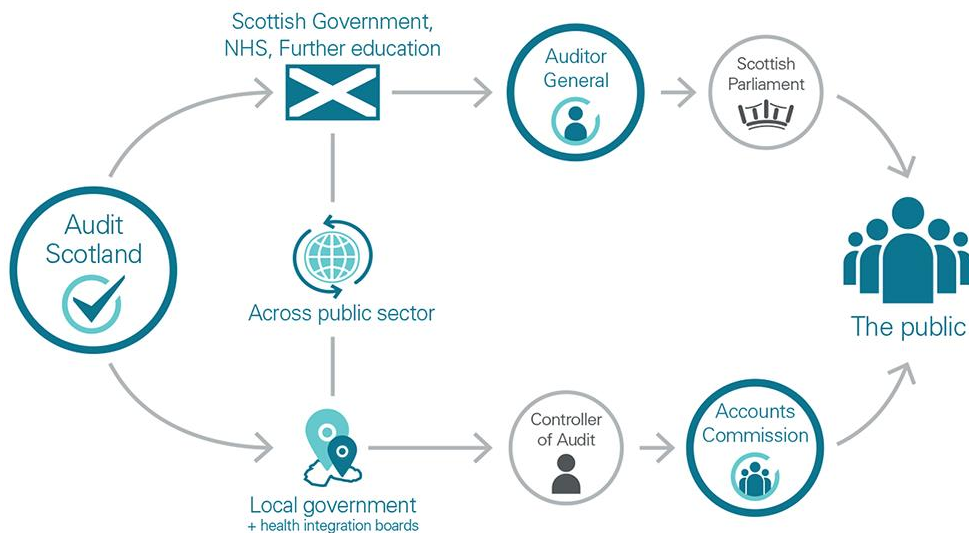 Scottish Government,
NHS, Further education
Auditor
General
Scottish
Parliament
Audit
Scotland
Across public sector
The public
Controller
of Audit
Accounts
Commission
Local government
+ health integration boards